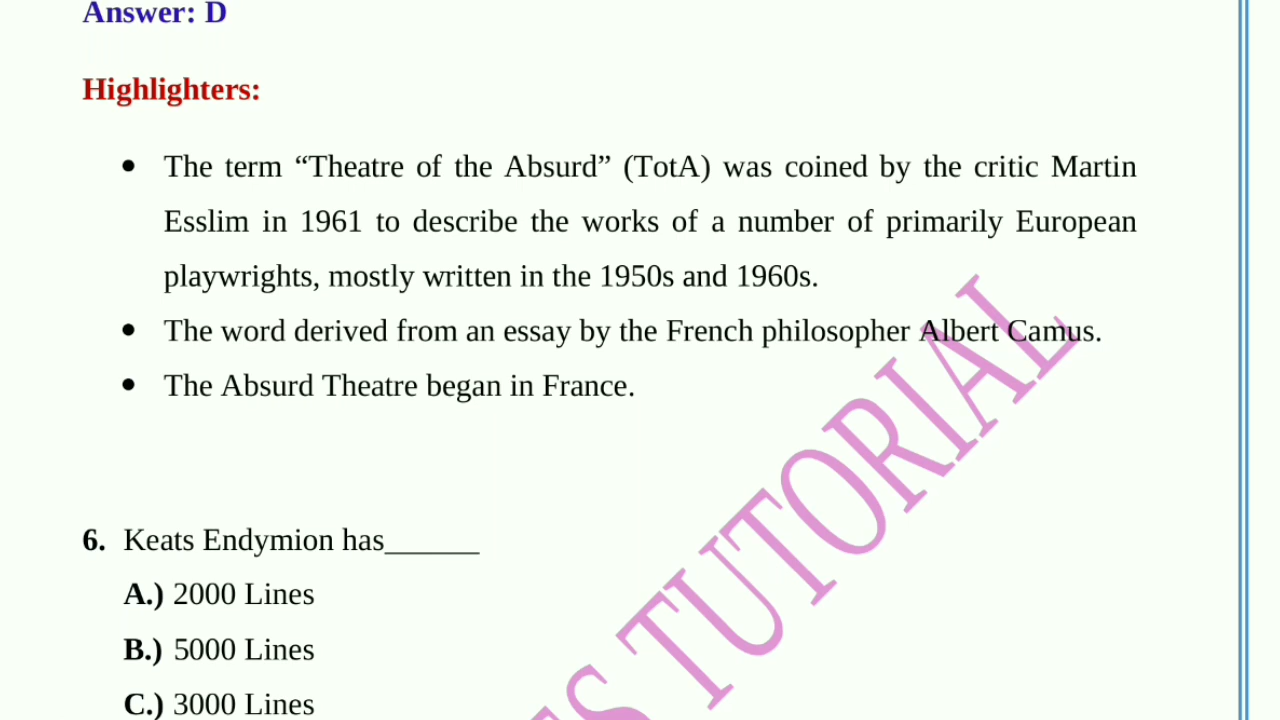 Answer: D
Highlighters:
• The term “Theatre of the Absurd” (TotA) was coined by the critic Martin
Esslim in 1961 to describe the works of a number of primarily European
playwrights, mostly written in the 1950s and 1960s.
• The word derived from an essay by the French philosopher Albert Camus.
• The Absurd Theatre began in France.
6. Keats Endymion has______
A.) 2000 Lines
B.) 5000 Lines
C.) 3000 Lines
TUTORIAL